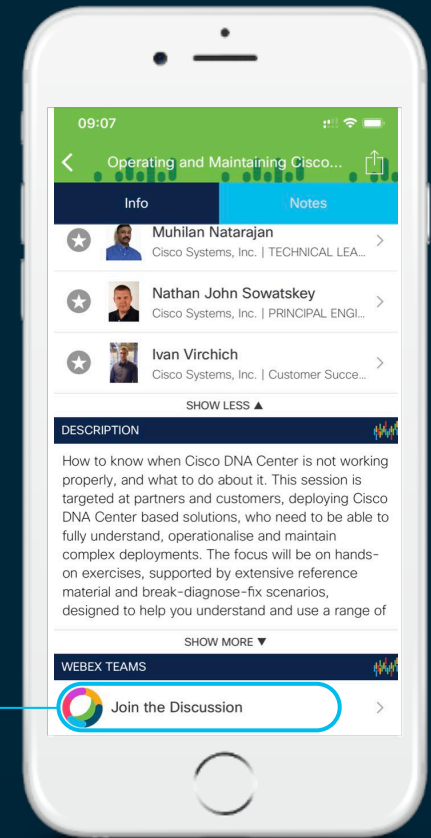 09:07
Operating and Maintaining Cisco...
Info
Notes
Muhilan Natarajan
Cisco Systems, Inc. | TECHNICAL LEA...
Nathan John Sowatskey
Cisco Systems, Inc. | PRINCIPAL ENGI...
Ivan Virchich
Cisco Systems, Inc. | Customer Succe...
SHOW LESS ▲
DESCRIPTION
How to know when Cisco DNA Center is not working
properly, and what to do about it. This session is
targeted at partners and customers, deploying Cisco
DNA Center based solutions, who need to be able to
fully understand, operationalise and maintain
complex deployments. The focus will be on hands-
on exercises, supported by extensive reference
material and break-diagnose-fix scenarios,
designed to help you understand and use a range of
SHOW MORE ▼
WEBEX TEAMS
Join the Discussion